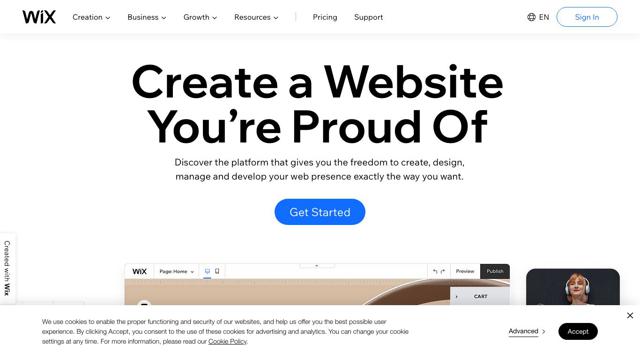 WiX Creation Business Growth Resources Pricing Support EN Sign In
Create a Website
You're Proud Of
Discover the platform that gives you the freedom to create, design,
manage and develop your web presence exactly the way you want.
Get Started
Created with Wix
WiX Page: Home Preview Publish
CART
We use cookies to enable the proper functioning and security of our websites, and help us offer you the best possible user
experience. By clicking Accept, you consent to the use of these cookies for advertising and analytics. You can change your cookie
settings at any time. For more information, please read our Cookie Policy.
Advanced
Accept